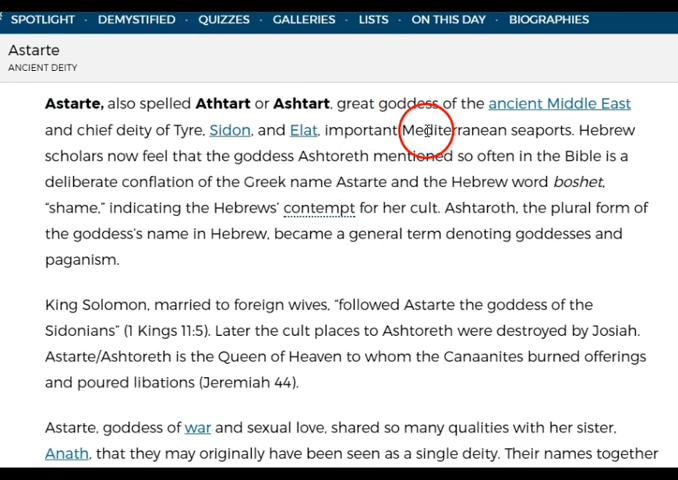 SPOTLIGHT · DEMYSTIFIED · QUIZZES · GALLERIES · LISTS · ON THIS DAY · BIOGRAPHIES
Astarte
ANCIENT DEITY
Astarte, also spelled Athtart or Ashtart, great goddess of the ancient Middle East
and chief deity of Tyre, Sidon, and Elat, important Mediterranean seaports. Hebrew
scholars now feel that the goddess Ashtoreth mentioned so often in the Bible is a
deliberate conflation of the Greek name Astarte and the Hebrew word boshet,
“shame,” indicating the Hebrews’ contempt for her cult. Ashtaroth, the plural form of
the goddess’s name in Hebrew, became a general term denoting goddesses and
paganism.
King Solomon, married to foreign wives, “followed Astarte the goddess of the
Sidonians” (1 Kings 11:5). Later the cult places to Ashtoreth were destroyed by Josiah.
Astarte/Ashtoreth is the Queen of Heaven to whom the Canaanites burned offerings
and poured libations (Jeremiah 44).
Astarte, goddess of war and sexual love, shared so many qualities with her sister,
Anath, that they may originally have been seen as a single deity. Their names together